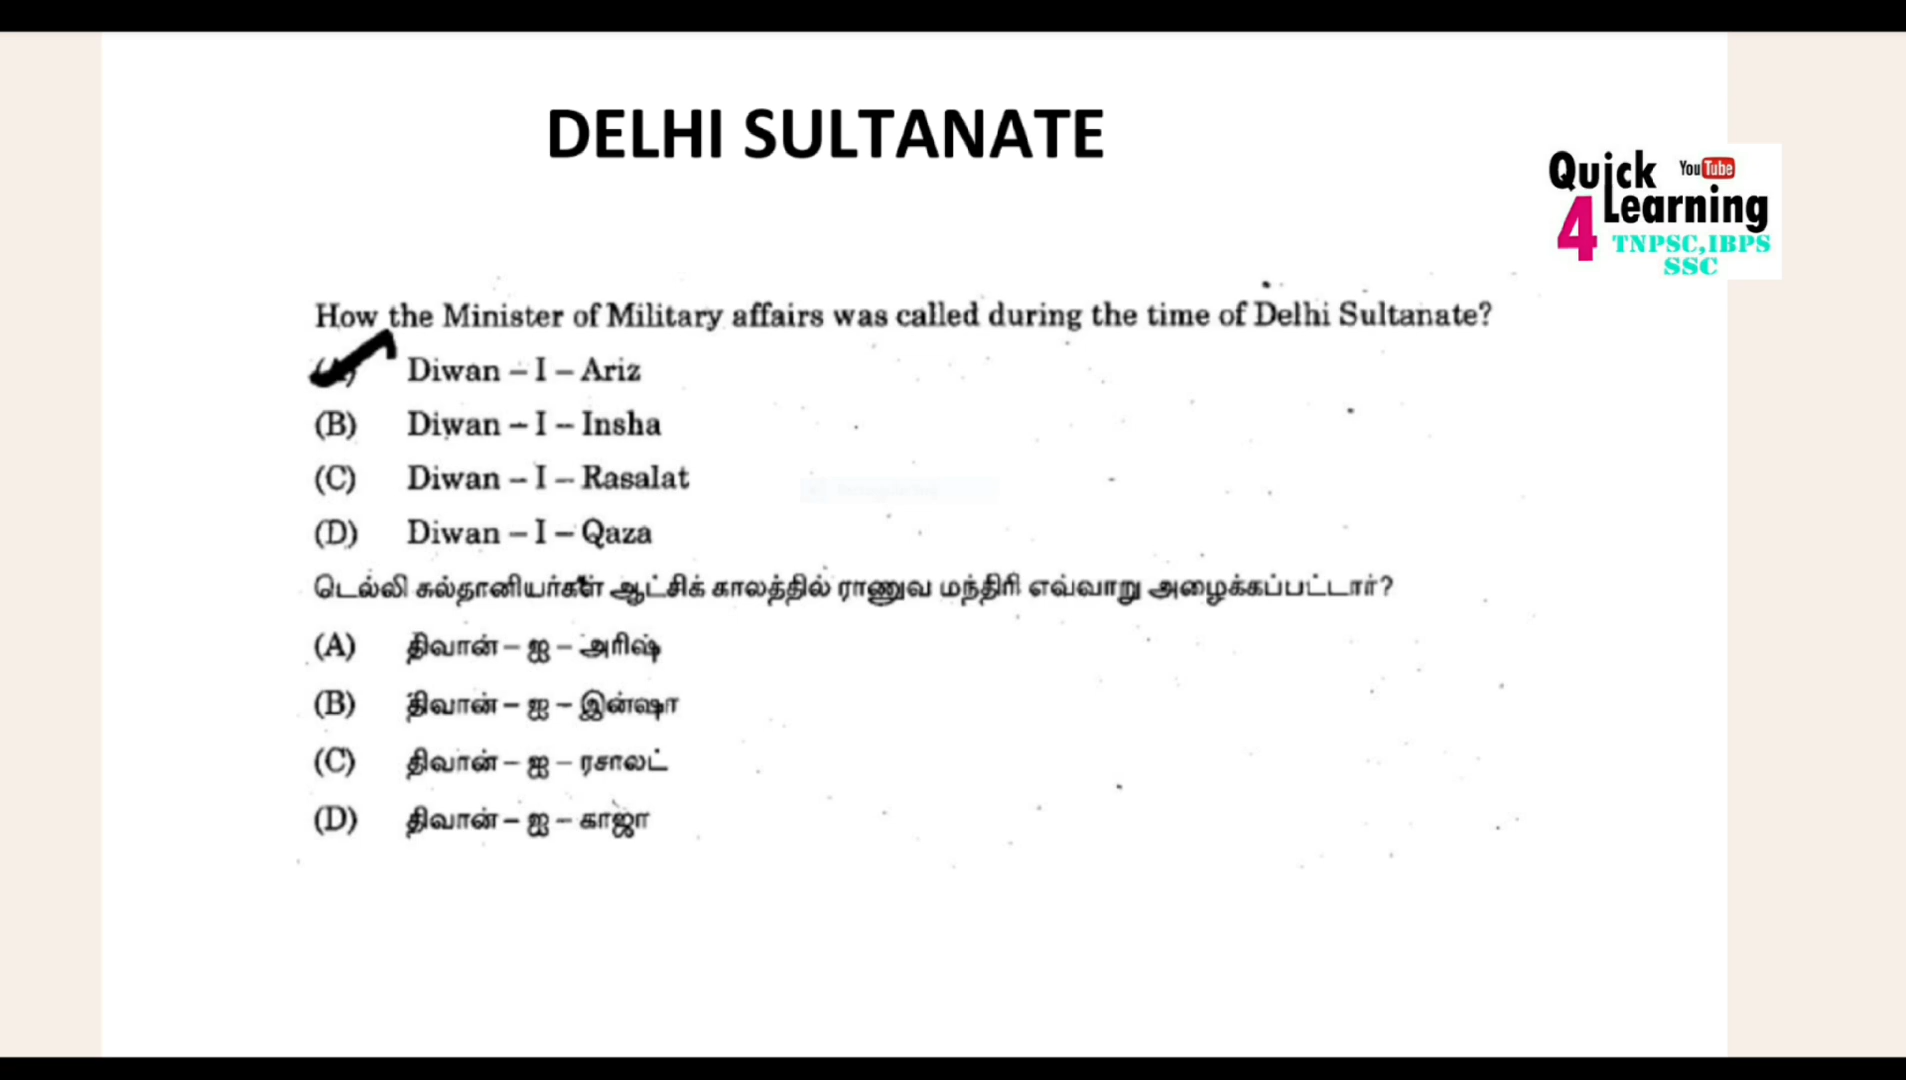 DELHI SULTANATE
Quick YouTube
4 Learning
TNPSC,IBPS
SSC
How the Minister of Military affairs was called during the time of Delhi Sultanate?
Diwan – I – Ariz
(B) Diwan – I – Insha
(C) Diwan – I – Rasalat
(D) Diwan – I – Qaza
டெல்லி சுல்தானியர்கள் ஆட்சிக் காலத்தில் ராணுவ மந்திரி எவ்வாறு அழைக்கப்பட்டார்?
(A) திவான் – ஐ – அரிஷ்
(B) திவான் – ஐ – இன்ஷா
(C) திவான் – ஐ – ரசாலட்
(D) திவான் – ஐ – காஜா